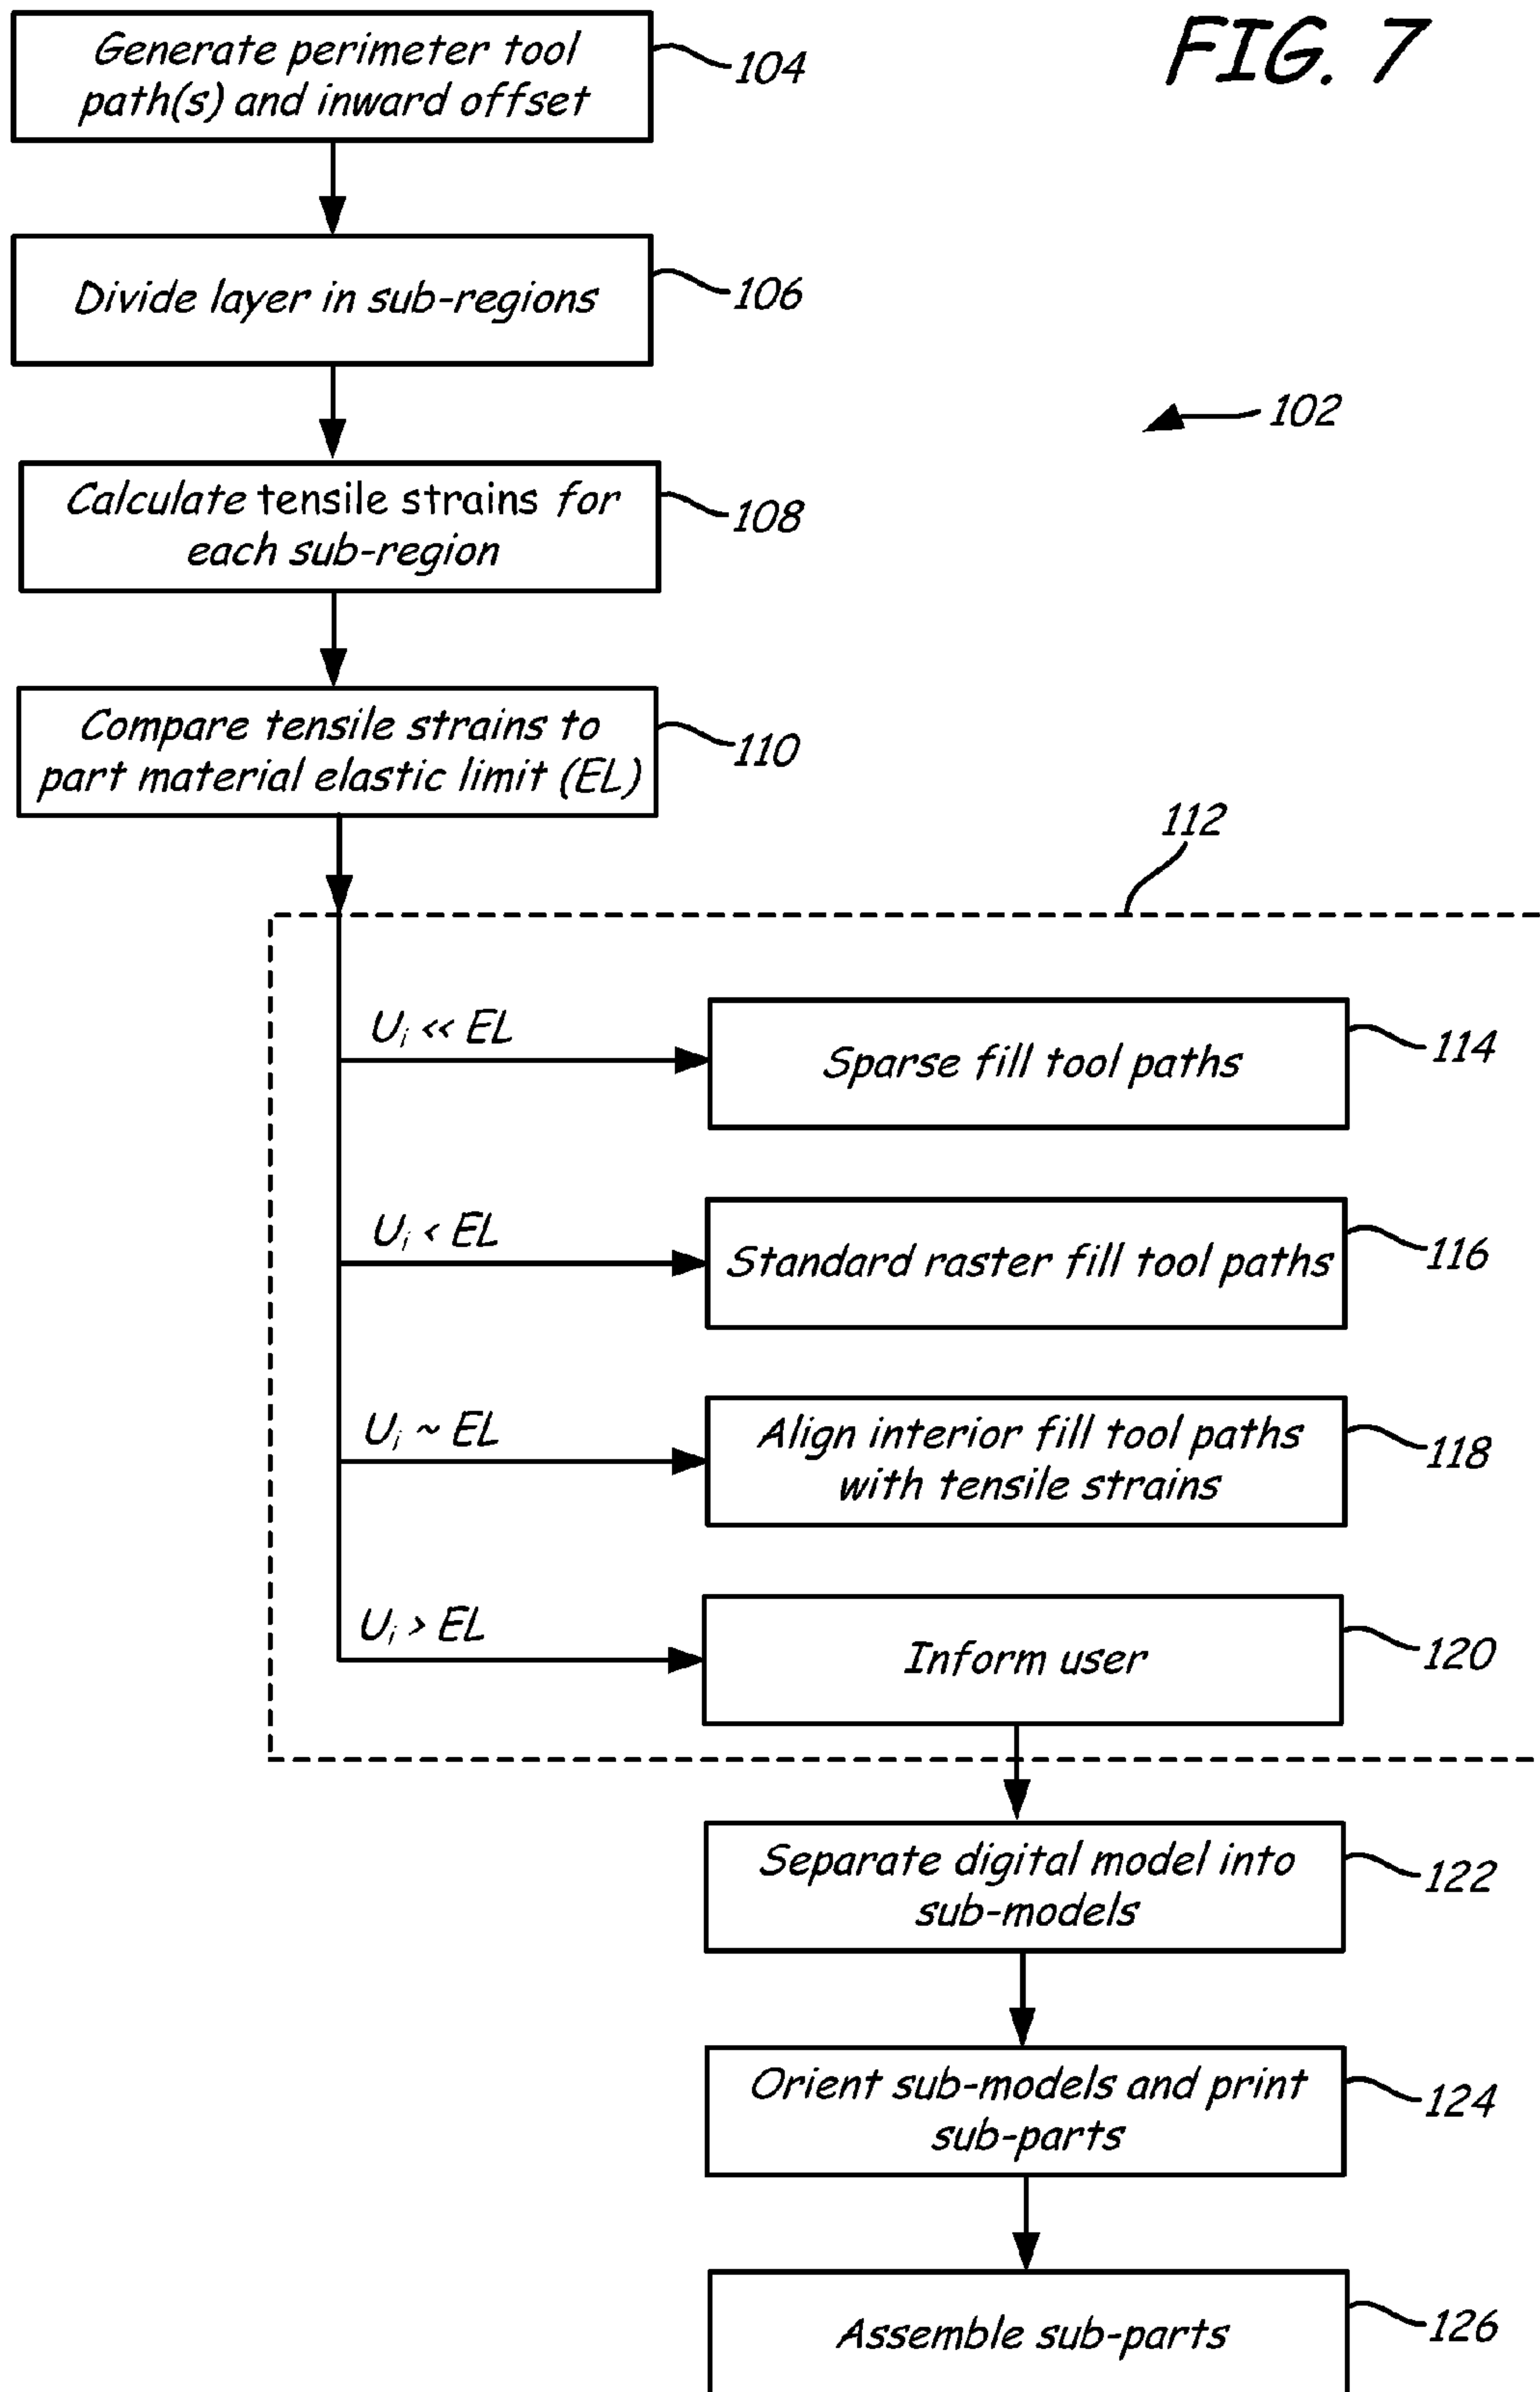 FIG. 7
Generate perimeter tool
path(s) and inward offset
104
Divide layer in sub-regions
106
102
Calculate tensile strains for
each sub-region
108
Compare tensile strains to
part material elastic limit (EL)
110
112
Uᵢ << EL
Sparse fill tool paths
114
Uᵢ < EL
Standard raster fill tool paths
116
Uᵢ ~ EL
Align interior fill tool paths
with tensile strains
118
Uᵢ > EL
Inform user
120
Separate digital model into
sub-models
122
Orient sub-models and print
sub-parts
124
Assemble sub-parts
126